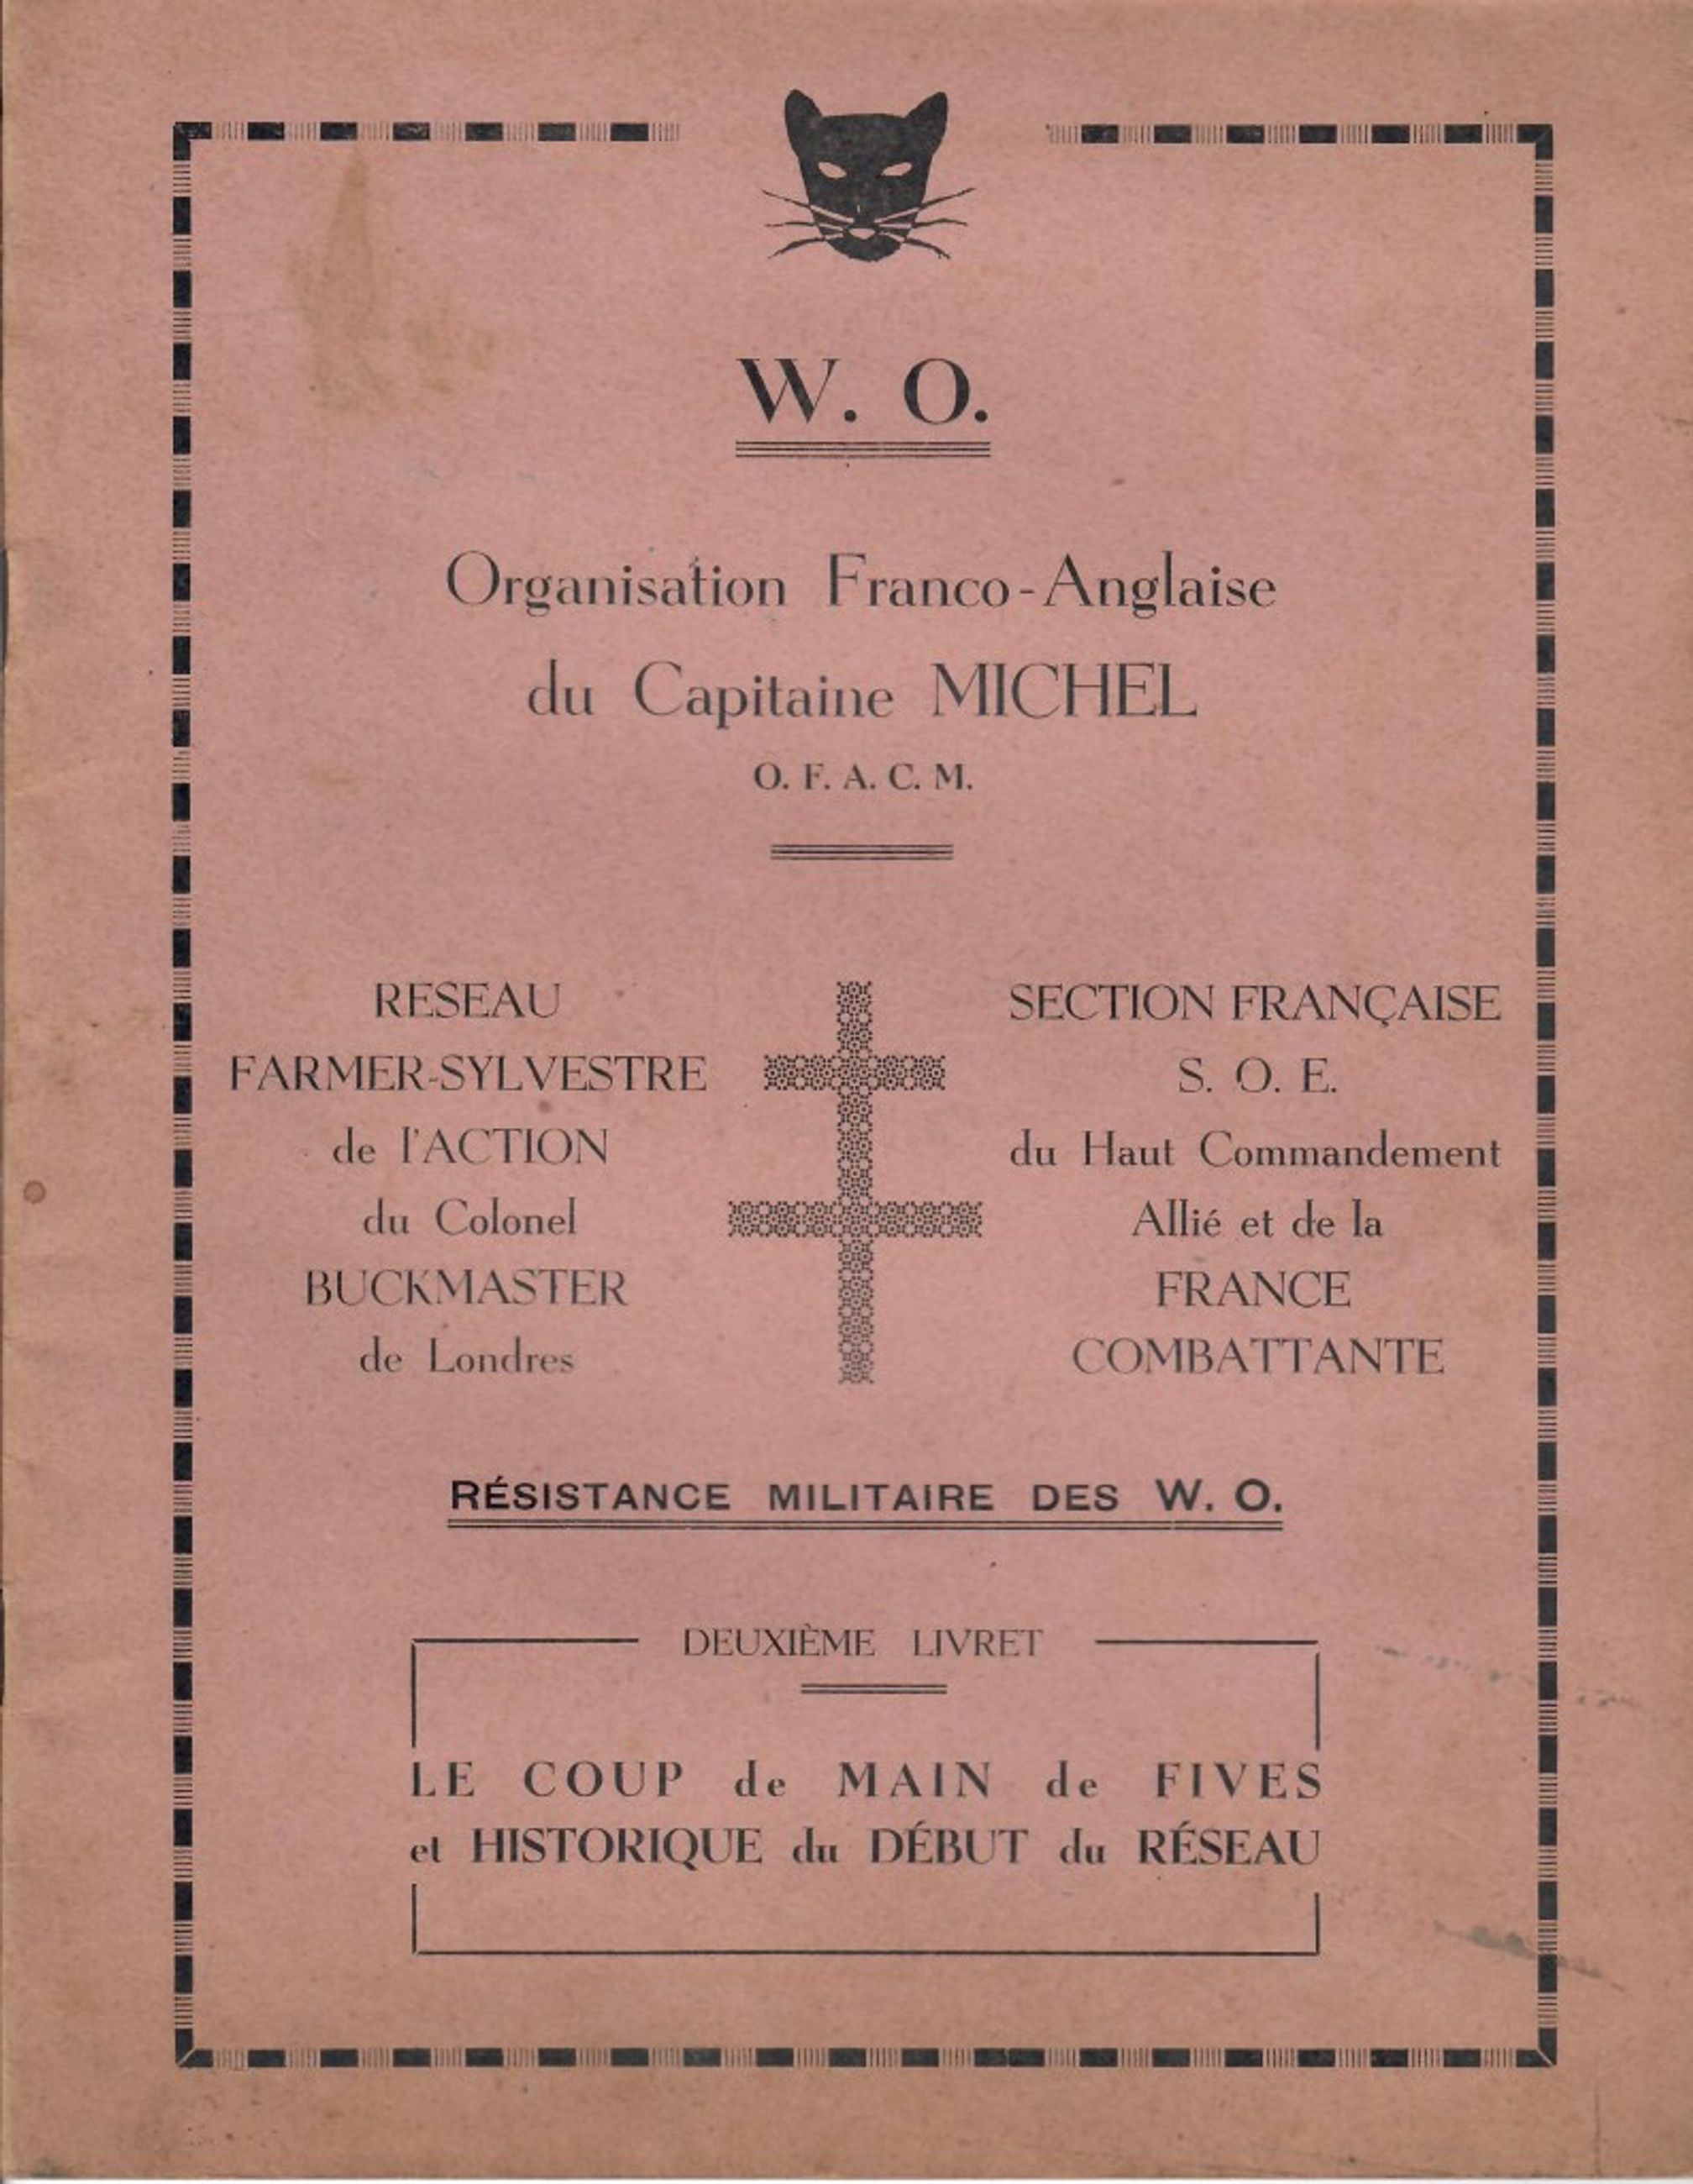 W. O.
Organisation Franco-Anglaise
du Capitaine MICHEL
O. F. A. C. M.
RESEAU
FARMER-SYLVESTRE
de l'ACTION
du Colonel
BUCKMASTER
de Londres
SECTION FRANÇAISE
S. O. E.
du Haut Commandement
Allié et de la
FRANCE
COMBATTANTE
RÉSISTANCE MILITAIRE DES W. O.
DEUXIÈME LIVRET
LE COUP de MAIN de FIVES
et HISTORIQUE du DÉBUT du RÉSEAU